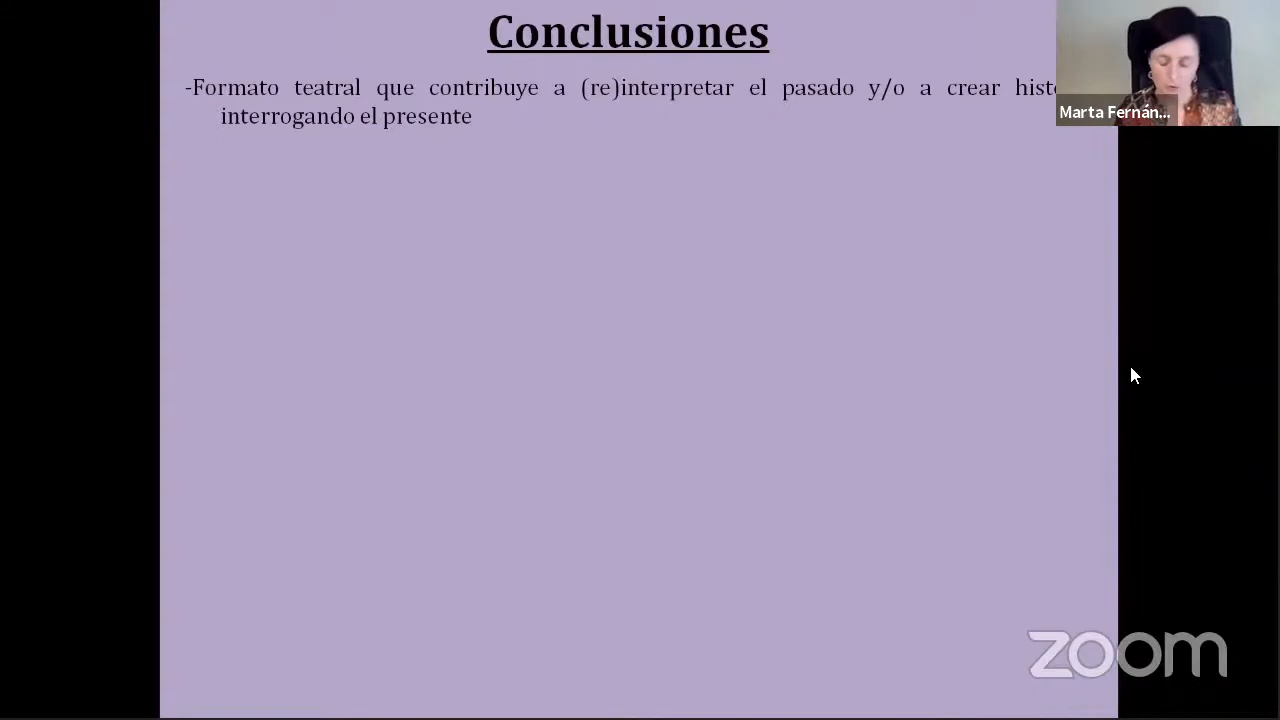 Conclusiones
-Formato teatral que contribuye a (re)interpretar el pasado y/o a crear
interrogando el presente
Marta Fernán...
zoom